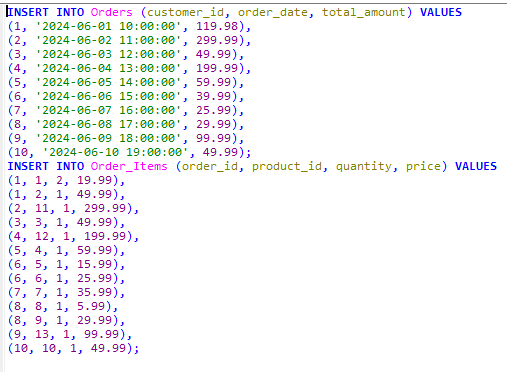 INSERT INTO Orders (customer_id, order_date, total_amount) VALUES
(1, '2024-06-01 10:00:00', 119.98),
(2, '2024-06-02 11:00:00', 299.99),
(3, '2024-06-03 12:00:00', 49.99),
(4, '2024-06-04 13:00:00', 199.99),
(5, '2024-06-05 14:00:00', 59.99),
(6, '2024-06-06 15:00:00', 39.99),
(7, '2024-06-07 16:00:00', 25.99),
(8, '2024-06-08 17:00:00', 29.99),
(9, '2024-06-09 18:00:00', 99.99),
(10, '2024-06-10 19:00:00', 49.99);
INSERT INTO Order_Items (order_id, product_id, quantity, price) VALUES
(1, 1, 2, 19.99),
(1, 2, 1, 49.99),
(2, 11, 1, 299.99),
(3, 3, 1, 49.99),
(4, 12, 1, 199.99),
(5, 4, 1, 59.99),
(6, 5, 1, 15.99),
(6, 6, 1, 25.99),
(7, 7, 1, 35.99),
(8, 8, 1, 5.99),
(8, 9, 1, 29.99),
(9, 13, 1, 99.99),
(10, 10, 1, 49.99);